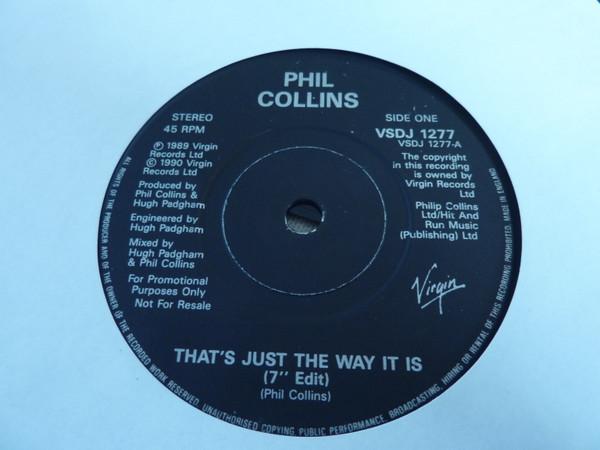 PHIL
COLLINS
STEREO
45 RPM
℗ 1989 Virgin
Records Ltd
© 1990 Virgin
Records Ltd
Produced by
Phil Collins &
Hugh Padgham
Engineered by
Hugh Padgham
Mixed by
Hugh Padgham
& Phil Collins
For Promotional
Purposes Only
Not For Resale
SIDE ONE
VSDJ 1277
VSDJ 1277-A
The copyright
in this recording
is owned by
Virgin Records
Ltd
Philip Collins
Ltd/Hit And
Run Music
(Publishing) Ltd
Virgin
THAT'S JUST THE WAY IT IS
(7'' Edit)
(Phil Collins)
ALL RIGHTS OF THE PRODUCER AND OF THE OWNER OF THE RECORDED WORK RESERVED. UNAUTHORISED COPYING PUBLIC PERFORMANCE. BROADCASTING, HIRING OR RENTAL OF THIS RECORDING PROHIBITED. MADE IN ENGLAND